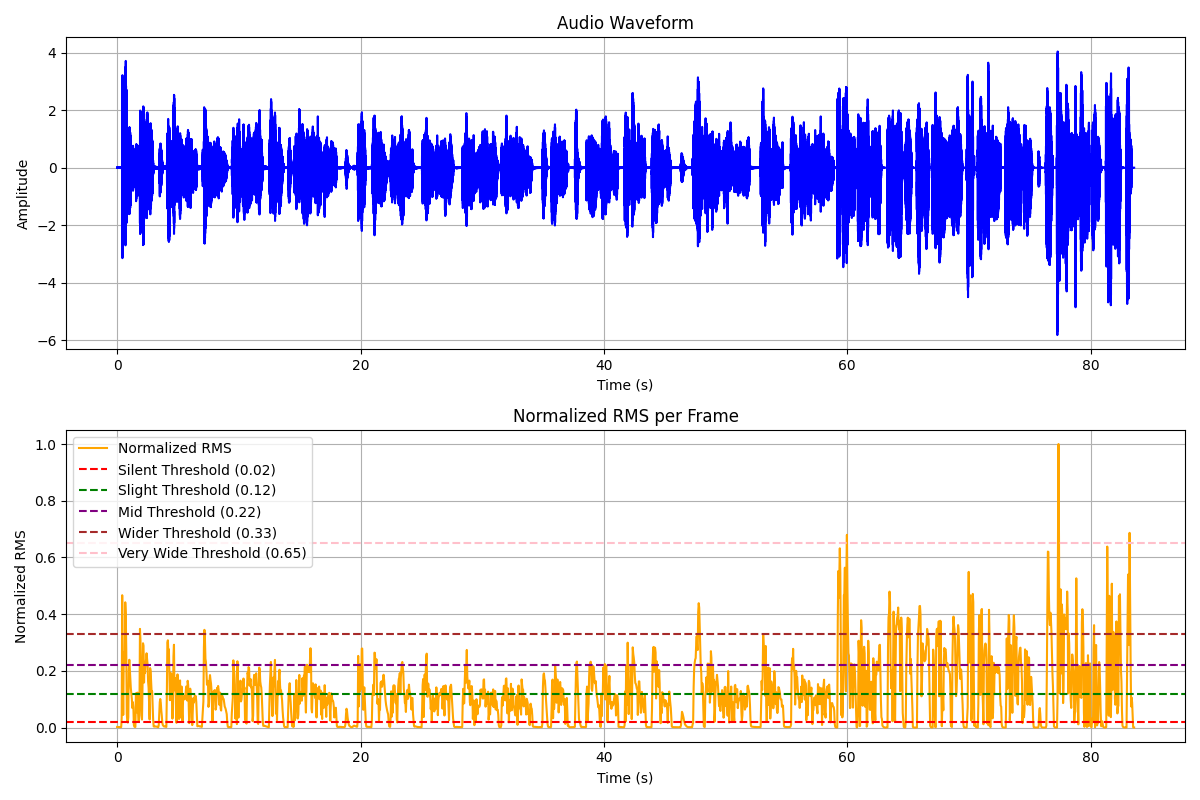 Audio Waveform
4
2
0
−2
−4
−6
Amplitude
0 20 40 60 80
Time (s)
Normalized RMS per Frame
1.0
0.8
0.6
0.4
0.2
0.0
Normalized RMS
Normalized RMS
Silent Threshold (0.02)
Slight Threshold (0.12)
Mid Threshold (0.22)
Wider Threshold (0.33)
Very Wide Threshold (0.65)
0 20 40 60 80
Time (s)